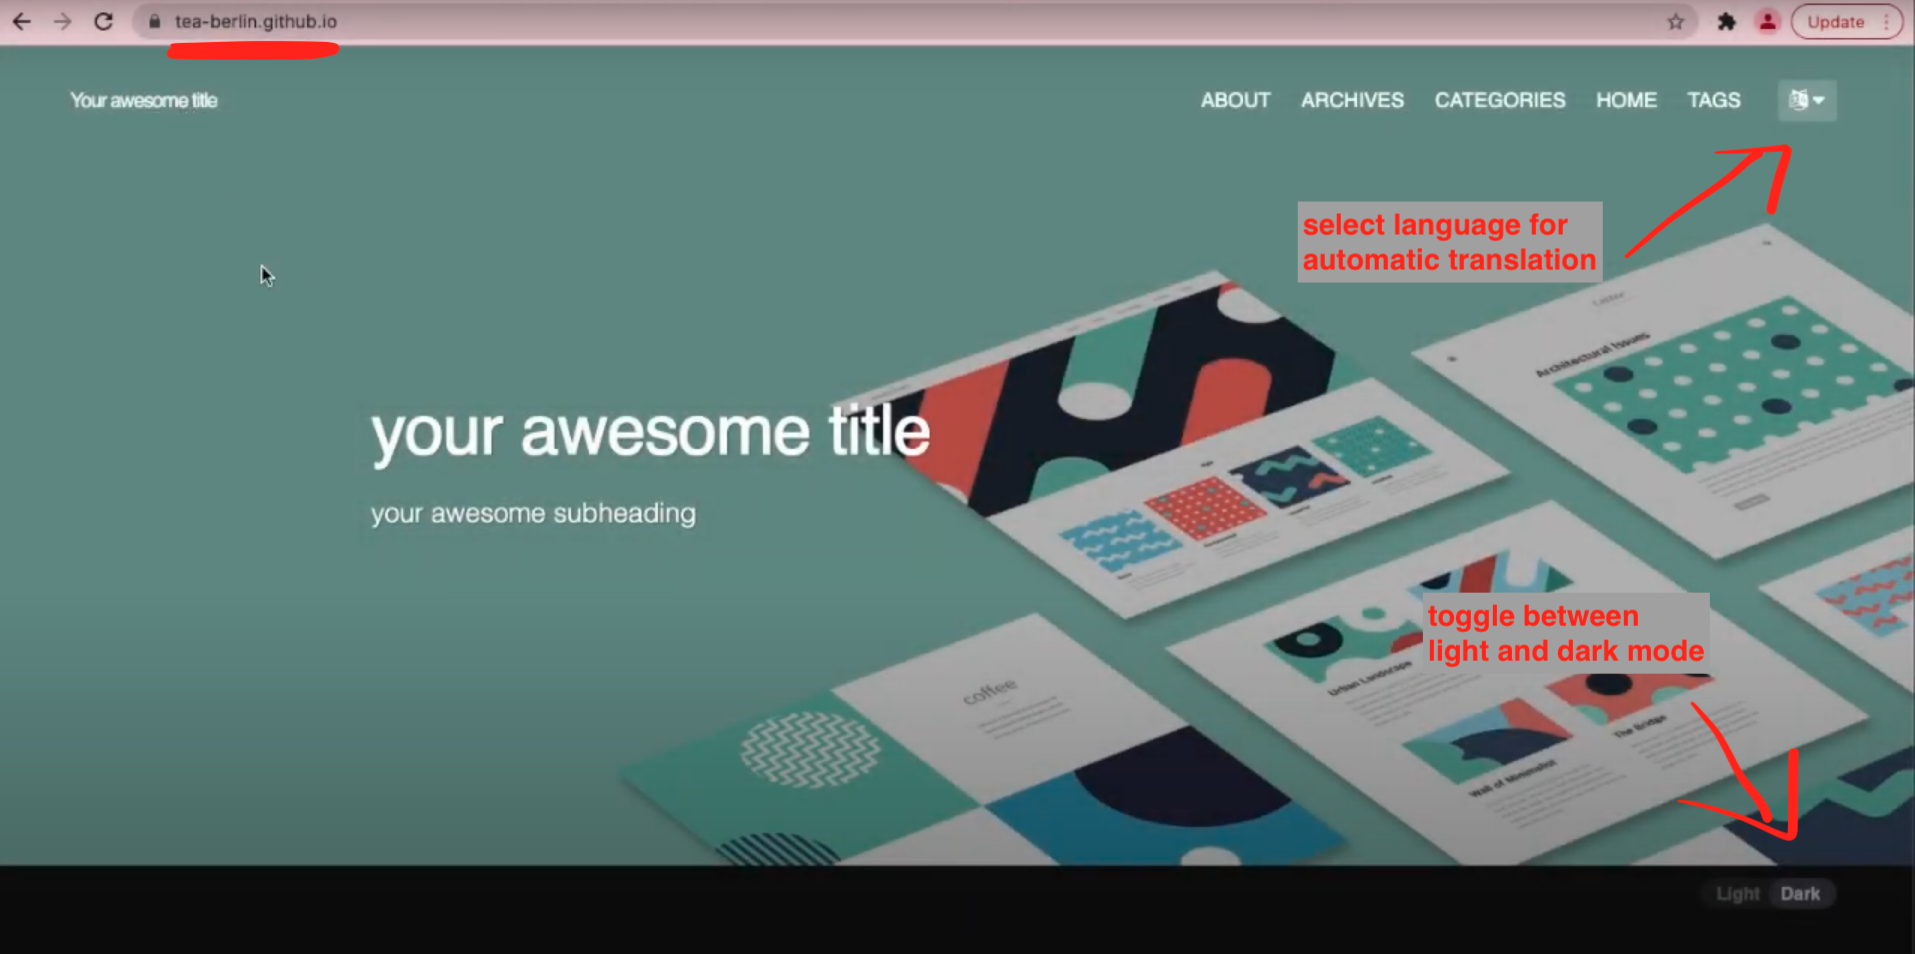 tea-berlin.github.io
Update
Your awesome title
ABOUT ARCHIVES CATEGORIES HOME TAGS
select language for
automatic translation
Architectural Issues
your awesome title
your awesome subheading
toggle between
light and dark mode
coffee
Urban Landscape
The Bridge
Wall of Minimalist
Light Dark